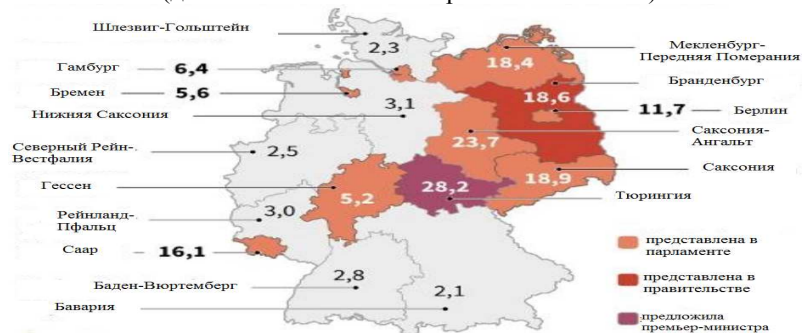 Шлезвиг-Гольштейн
2,3
Мекленбург-
Передняя Померания
18,4
Гамбург 6,4
Бранденбург
18,6
Бремен 5,6
11,7 Берлин
Нижняя Саксония
3,1
Саксония-
Ангальт
23,7
Северный Рейн-
Вестфалия
2,5
Саксония
18,9
Гессен
5,2
28,2
Тюрингия
Рейнланд-
Пфальц
3,0
Саар 16,1
представлена в
парламенте
Баден-Вюртемберг
2,8
представлена в
правительстве
Бавария
2,1
предложила
премьер-министра